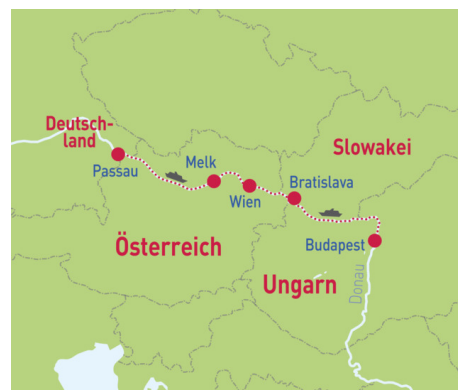 Deutsch-
land
Passau
Melk
Wien
Slowakei
Bratislava
Österreich
Budapest
Ungarn
Donau